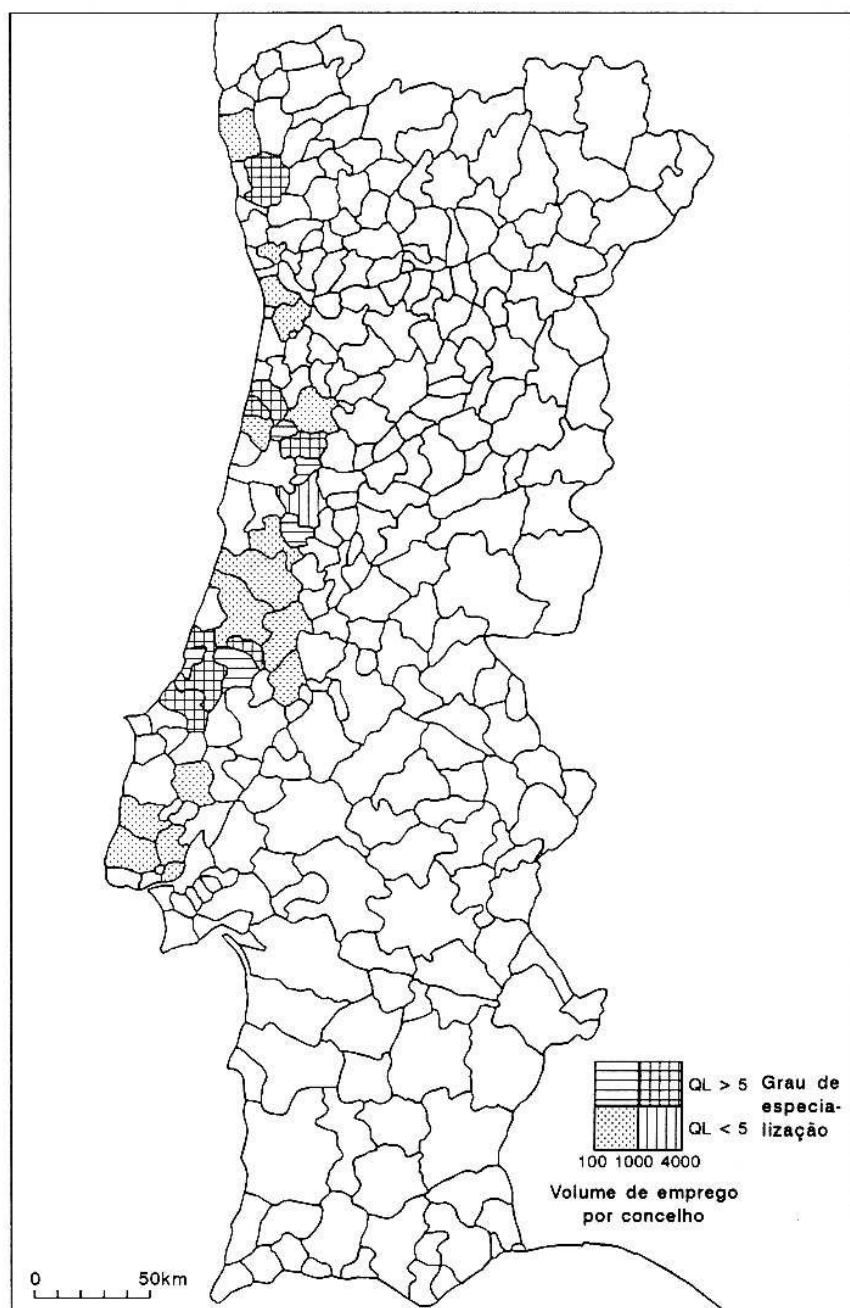 QL > 5 Grau de
especia-
QL < 5 lização
100 1000 4000
Volume de emprego
por concelho
0 50km